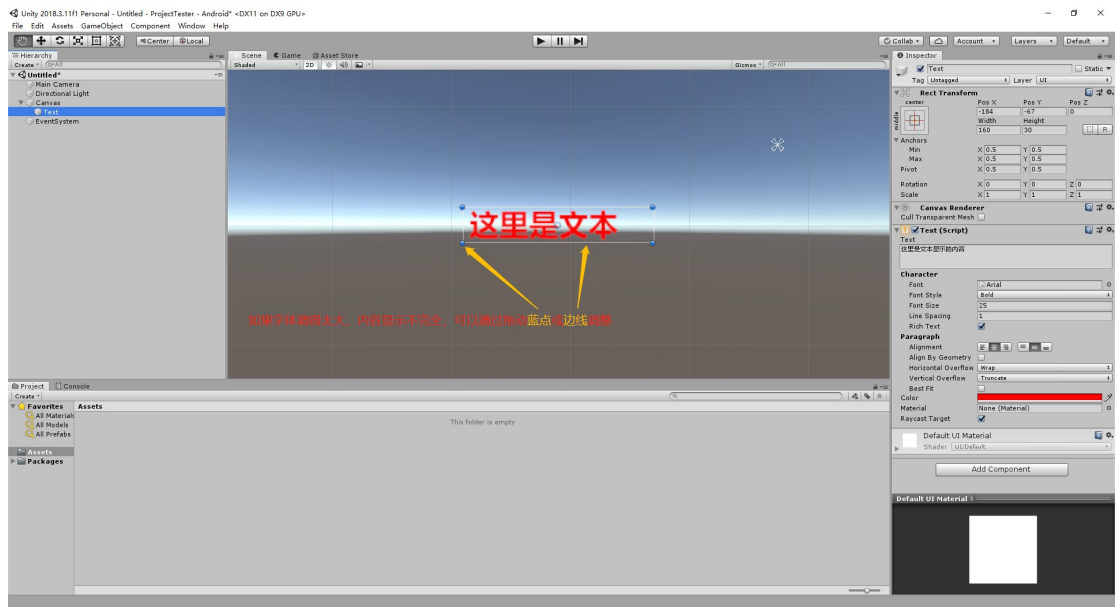 Unity 2018.3.11f1 Personal - Untitled - ProjectTester - Android* <DX11 on DX9 GPU>
File Edit Assets GameObject Component Window Help
Center Local
Collab Account Layers Default
Hierarchy
Create All
Untitled*
Main Camera
Directional Light
Canvas
Text
EventSystem
Scene Game Asset Store
Shaded 2D Gizmos All
这里是文本
蓝点 边线
Inspector
Text Static
Tag Untagged Layer UI
Rect Transform
center Pos X Pos Y Pos Z
middle -184 -67 0
Width Height
160 30 R
Anchors
Min X 0.5 Y 0.5
Max X 0.5 Y 0.5
Pivot X 0.5 Y 0.5
Rotation X 0 Y 0 Z 0
Scale X 1 Y 1 Z 1
Canvas Renderer
Cull Transparent Mesh
Text (Script)
Text
这里是文本显示的内容
Character
Font Arial
Font Style Bold
Font Size 25
Line Spacing 1
Rich Text
Paragraph
Alignment
Align By Geometry
Horizontal Overflow Wrap
Vertical Overflow Truncate
Best Fit
Color
Material None (Material)
Raycast Target
Default UI Material
Shader UI/Default
Add Component
Default UI Material
Project Console
Create
Favorites
All Materials
All Models
All Prefabs
Assets
Packages
Assets
This folder is empty